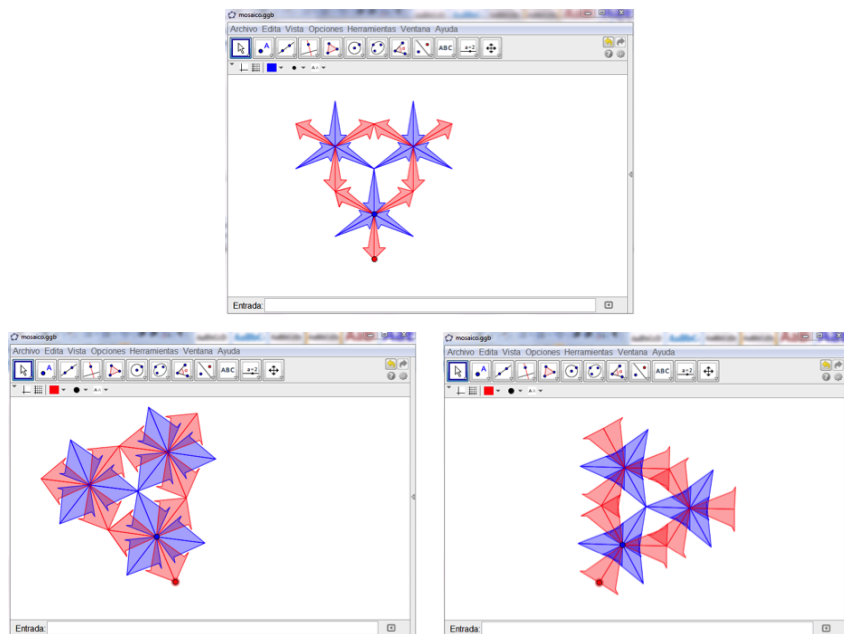 mosaico.ggb
Archivo Edita Vista Opciones Herramientas Ventana Ayuda
ABC
a=2
Entrada:
mosaico.ggb
Archivo Edita Vista Opciones Herramientas Ventana Ayuda
A
ABC
a=2
Entrada:
mosaico.ggb
Archivo Edita Vista Opciones Herramientas Ventana Ayuda
A
ABC
a=2
Entrada: